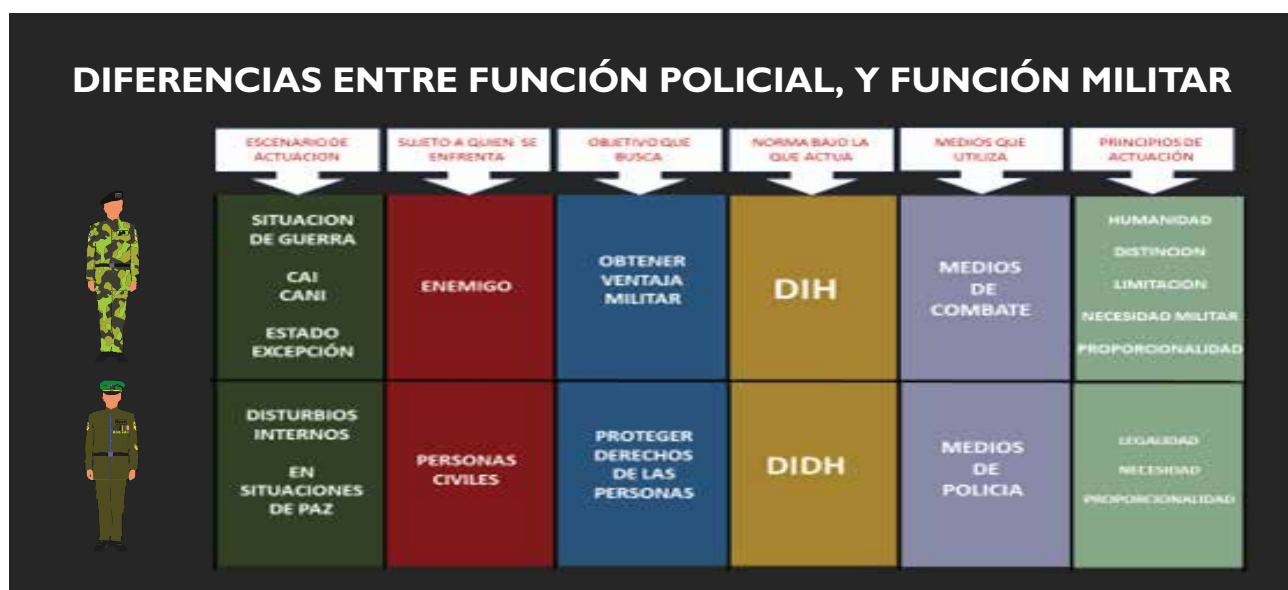 DIFERENCIAS ENTRE FUNCIÓN POLICIAL, Y FUNCIÓN MILITAR
ESCENARIO DE
ACTUACION
SUJETO A QUIEN SE
ENFRENTA
OBJETIVO QUE
BUSCA
NORMA BAJO LA
QUE ACTUA
MEDIOS QUE
UTILIZA
PRINCIPIOS DE
ACTUACIÓN
SITUACION
DE GUERRA
CAI
CANI
ESTADO
EXCEPCIÓN
ENEMIGO
OBTENER
VENTAJA
MILITAR
DIH
MEDIOS
DE
COMBATE
HUMANIDAD
DISTINCION
LIMITACION
NECESIDAD MILITAR
PROPORCIONALIDAD
DISTURBIOS
INTERNOS
EN
SITUACIONES
DE PAZ
PERSONAS
CIVILES
PROTEGER
DERECHOS
DE LAS
PERSONAS
DIDH
MEDIOS
DE
POLICIA
LEGALIDAD
NECESIDAD
PROPORCIONALIDAD